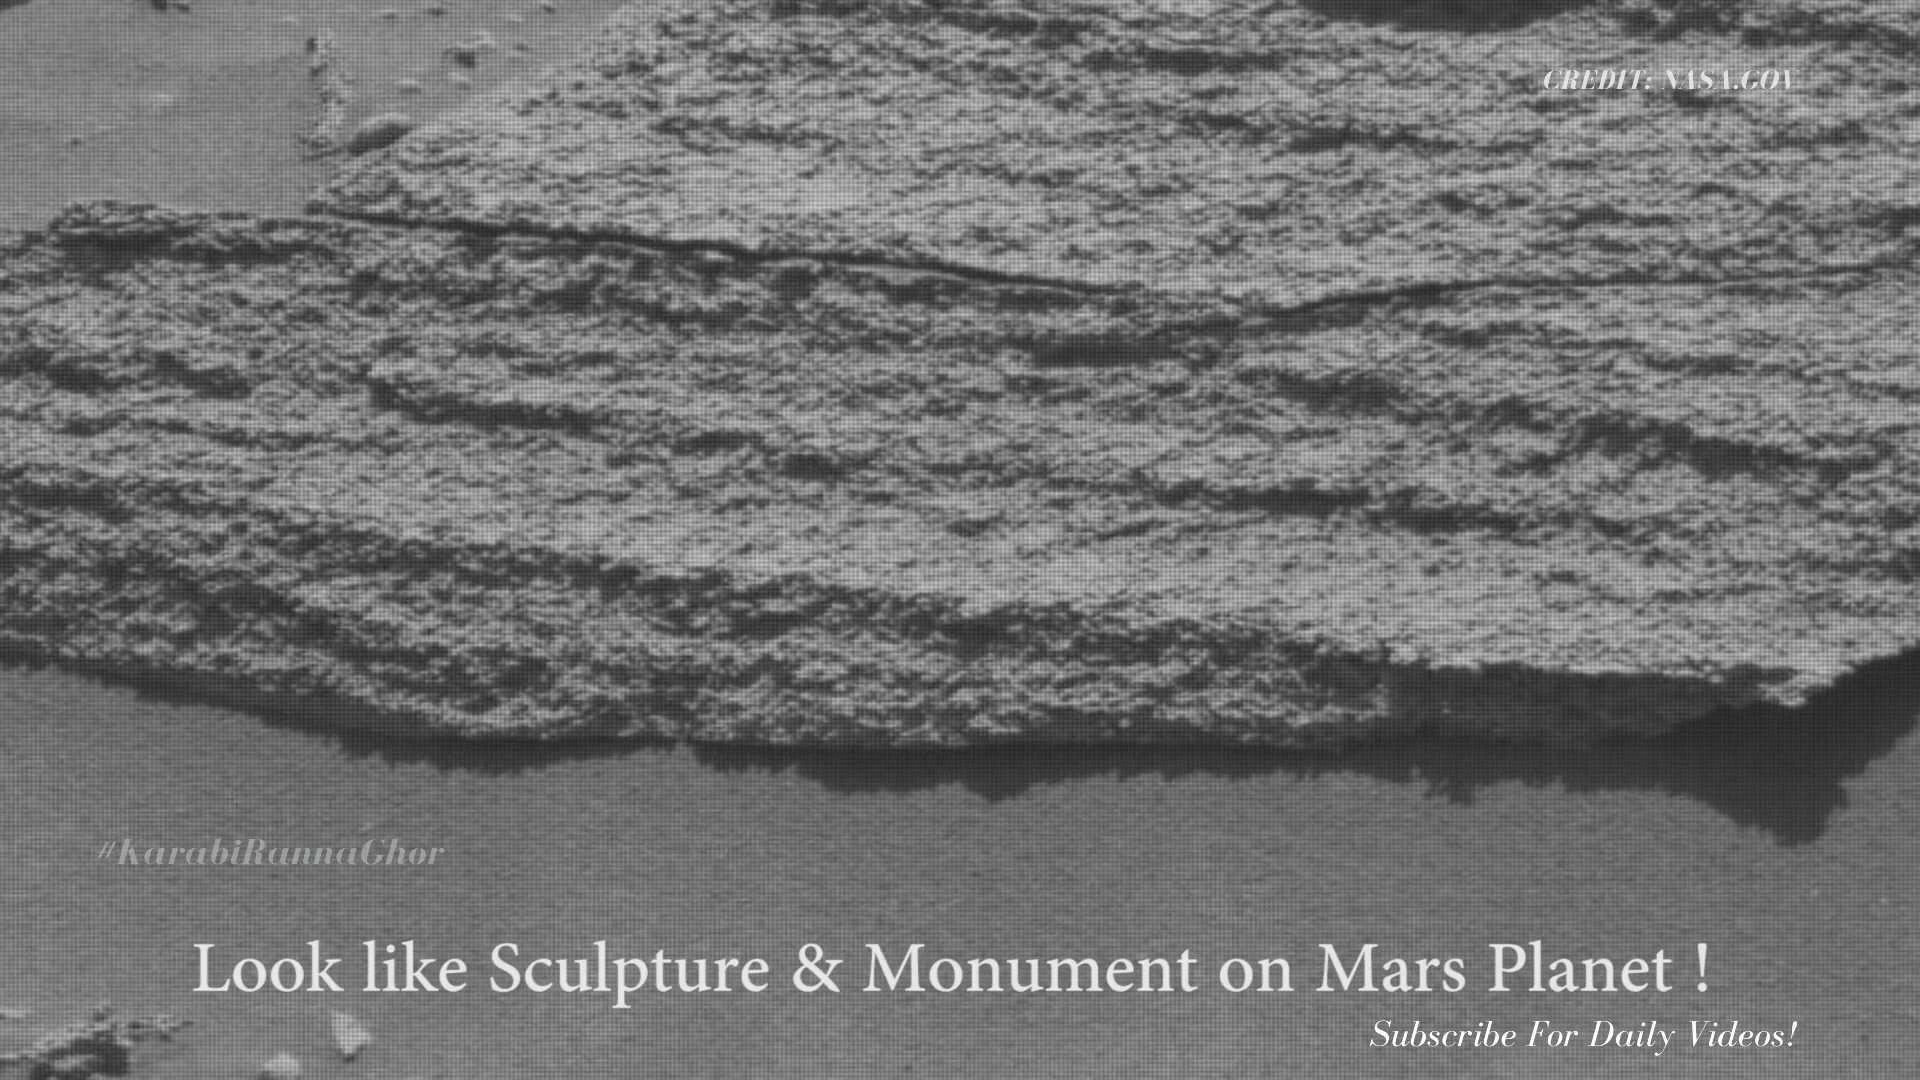 CREDIT: NASA.GOV
#KarabiRannaGhor
Look like Sculpture & Monument on Mars Planet !
Subscribe For Daily Videos!